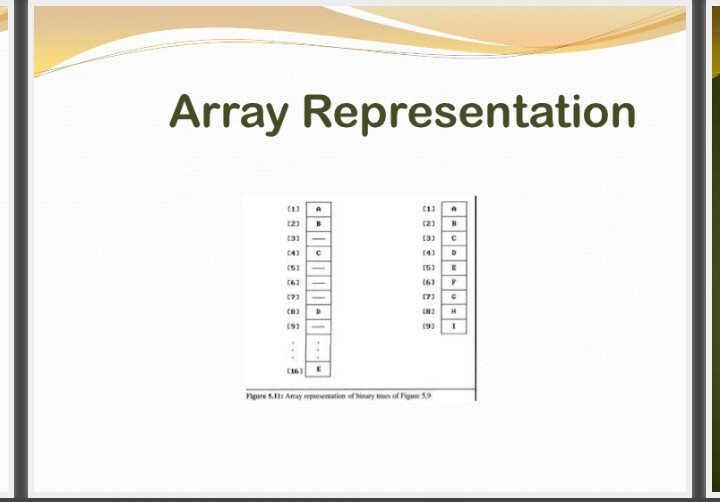 Array Representation
[1] A [1] A
[2] B [2] B
[3] — [3] C
[4] C [4] D
[5] — [5] E
[6] — [6] F
[7] — [7] G
[8] D [8] H
[9] — [9] I
[16] E
Figure 5.11: Array representation of binary trees of Figure 5.9